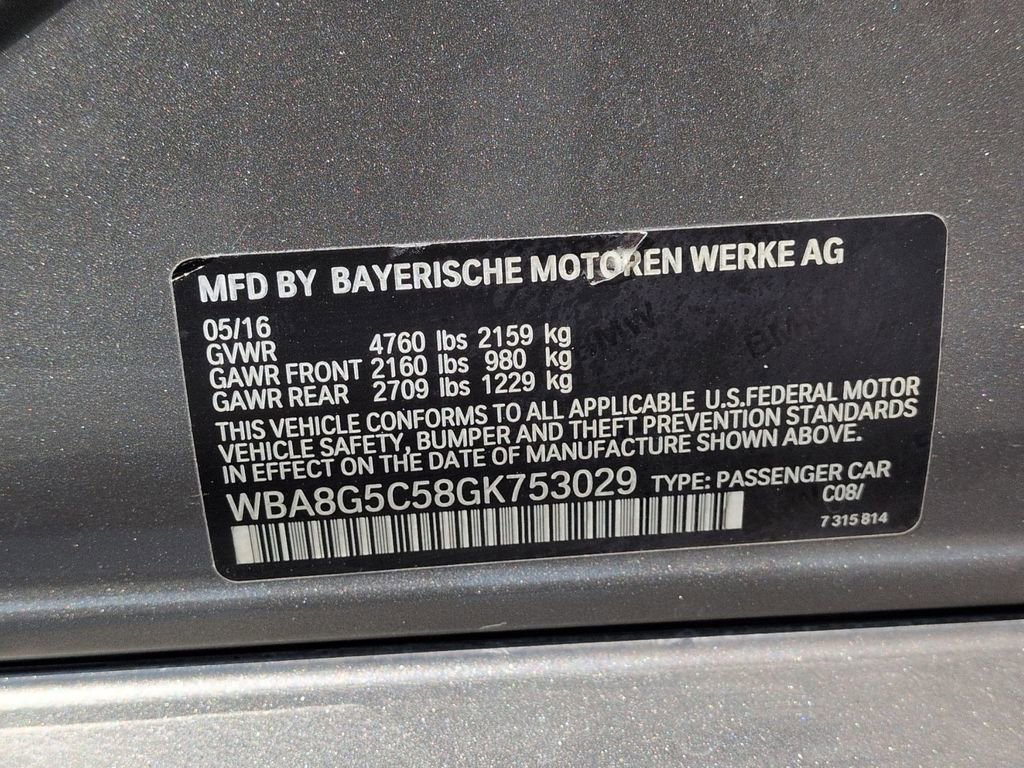 MFD BY BAYERISCHE MOTOREN WERKE AG
05/16
GVWR 4760 lbs 2159 kg
GAWR FRONT 2160 lbs 980 kg
GAWR REAR 2709 lbs 1229 kg
THIS VEHICLE CONFORMS TO ALL APPLICABLE U.S.FEDERAL MOTOR
VEHICLE SAFETY, BUMPER AND THEFT PREVENTION STANDARDS
IN EFFECT ON THE DATE OF MANUFACTURE SHOWN ABOVE.
WBA8G5C58GK753029 TYPE: PASSENGER CAR
C08/
7 315 814
BMW
BMW